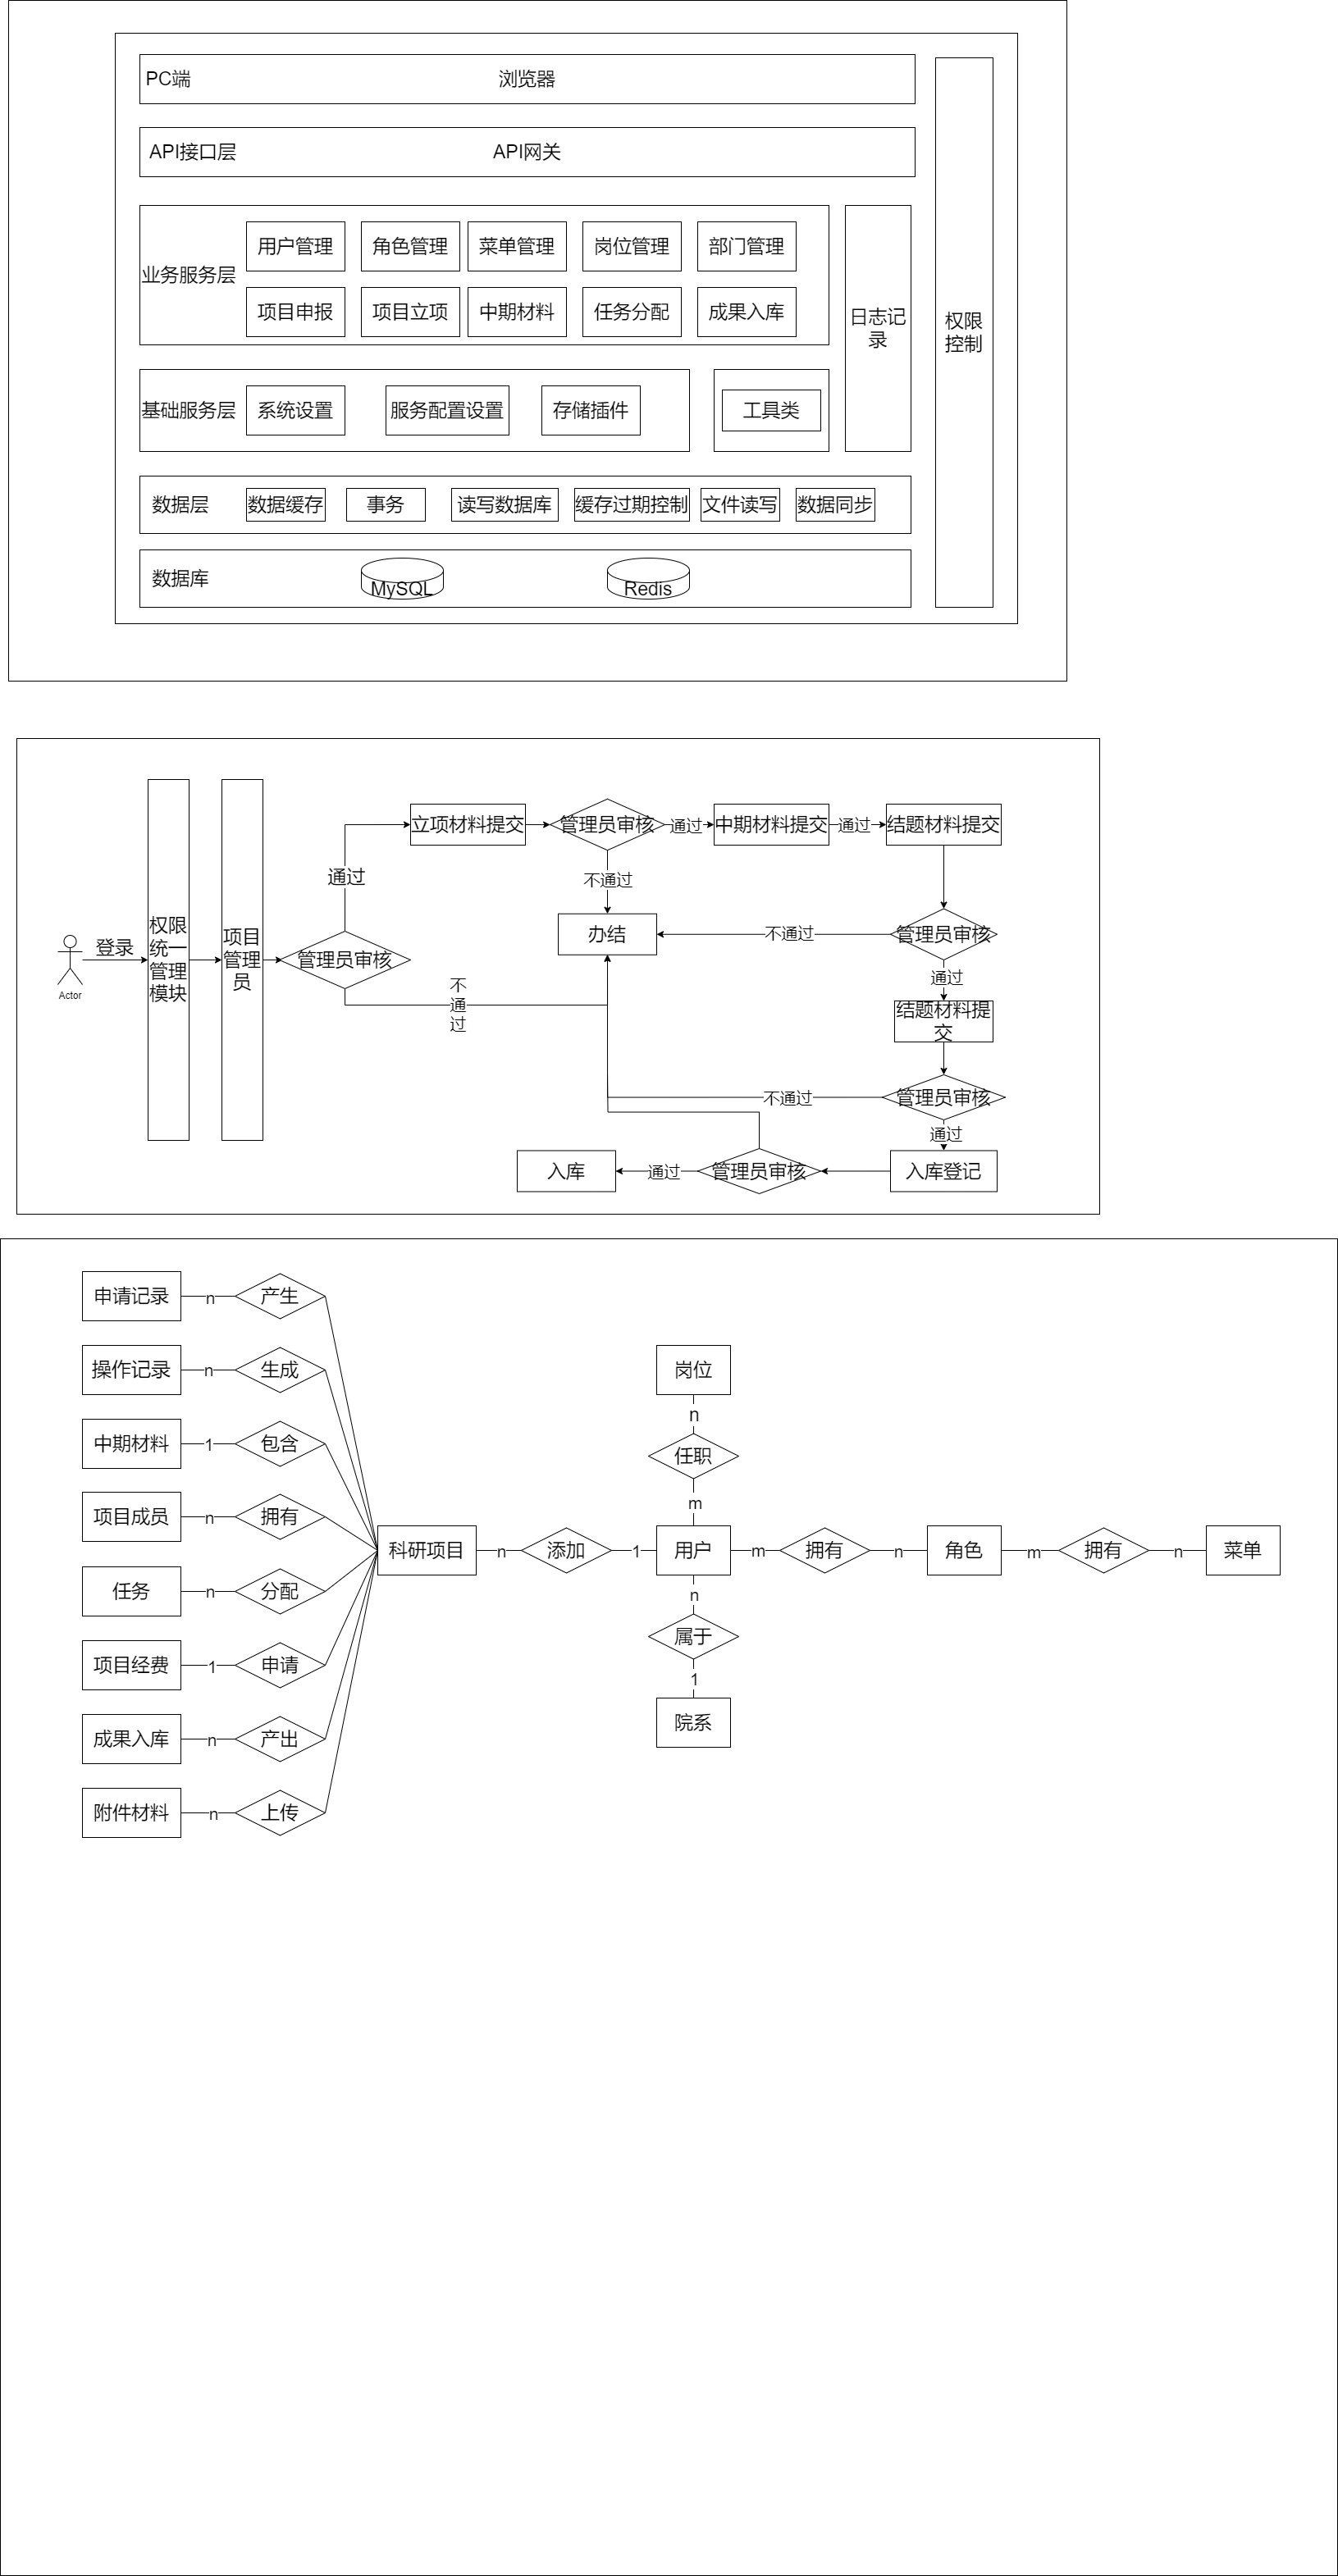 PC端
浏览器
API接口层
API网关
业务服务层
用户管理
角色管理
菜单管理
岗位管理
部门管理
项目申报
项目立项
中期材料
任务分配
成果入库
日志记
录
权限
控制
基础服务层
系统设置
服务配置设置
存储插件
工具类
数据层
数据缓存
事务
读写数据库
缓存过期控制
文件读写
数据同步
数据库
MySQL
Redis
Actor
登录
权限
统一
管理
模块
项目
管理
员
管理员审核
通过
不
通
过
立项材料提交
管理员审核
通过
中期材料提交
通过
结题材料提交
不通过
办结
不通过
管理员审核
通过
结题材料提
交
不通过
管理员审核
通过
入库
通过
管理员审核
入库登记
申请记录
n
产生
操作记录
n
生成
中期材料
1
包含
项目成员
n
拥有
任务
n
分配
项目经费
1
申请
成果入库
n
产出
附件材料
n
上传
科研项目
n
添加
1
用户
岗位
n
任职
m
n
属于
1
院系
m
拥有
n
角色
m
拥有
n
菜单